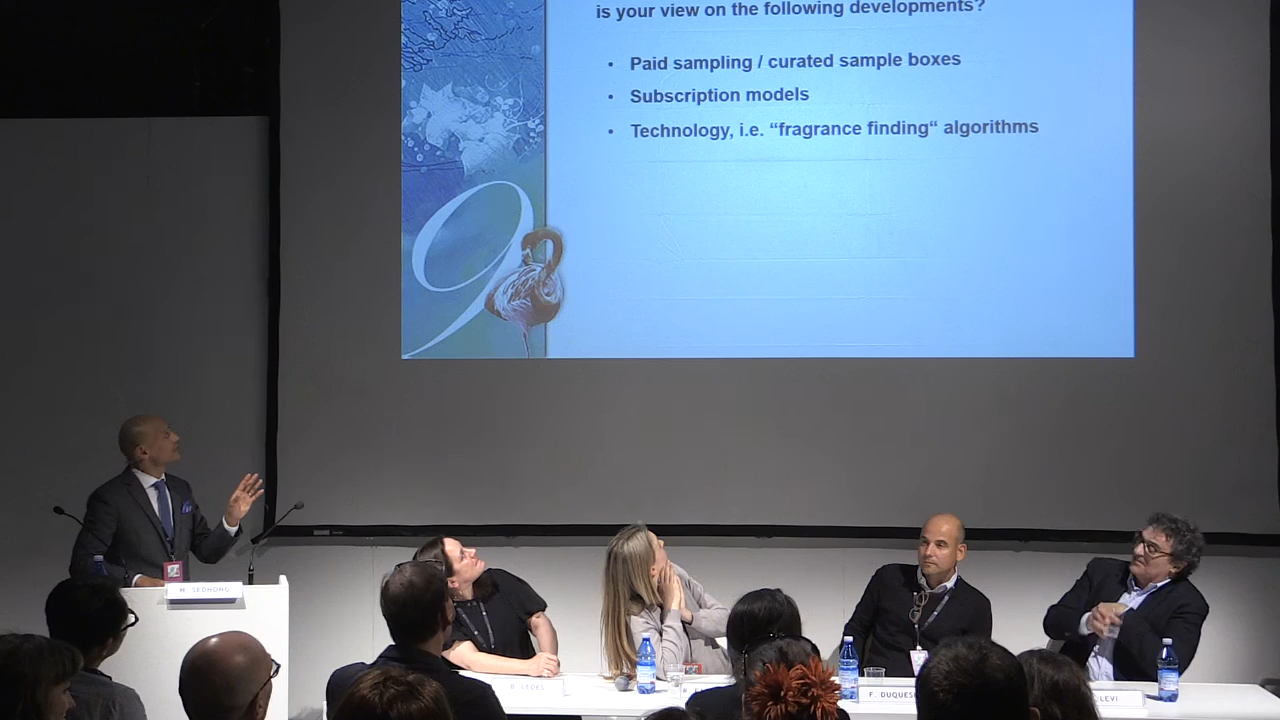 is your view on the following developments?
• Paid sampling / curated sample boxes
• Subscription models
• Technology, i.e. “fragrance finding“ algorithms
9
M. SEDHOMO
F. DUQUES
LEVI